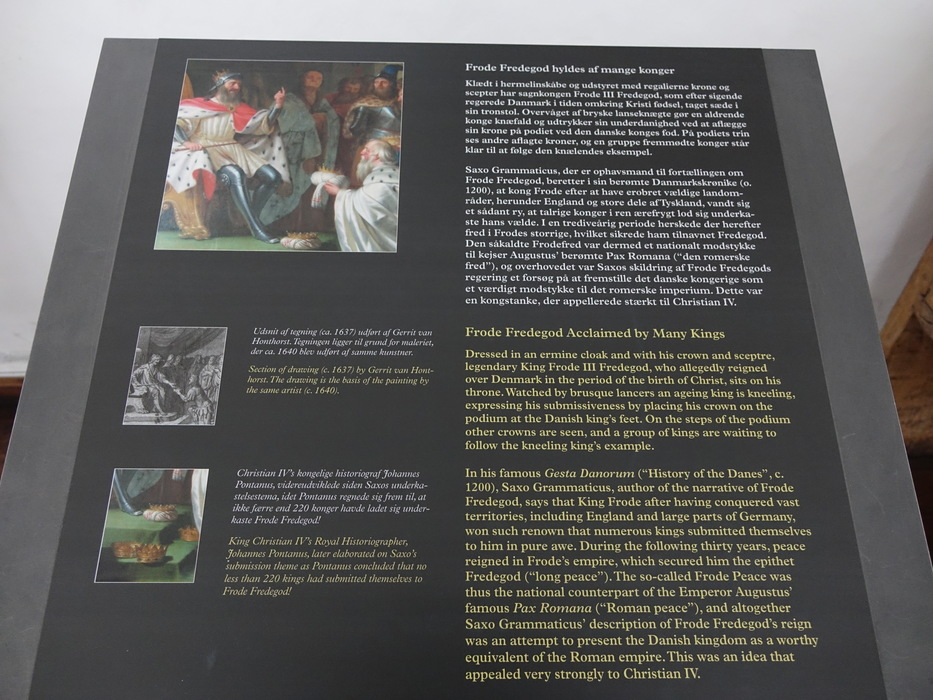 Frode Fredegod hyldes af mange konger
Klædt i hermelinskåbe og udstyret med regalierne krone og
scepter har sagnkongen Frode III Fredegod, som efter sigende
regerede Danmark i tiden omkring Kristi fødsel, taget sæde i
sin tronstol. Overvåget af bryske lanseknægte gør en aldrende
konge knæfald og udtrykker sin underdanighed ved at aflægge
sin krone på podiet ved den danske konges fod. På podiets trin
ses andre aflagte kroner, og en gruppe fremmødte konger står
klar til at følge den knælendes eksempel.
Saxo Grammaticus, der er ophavsmand til fortællingen om
Frode Fredegod, beretter i sin berømte Danmarkskrønike (o.
1200), at kong Frode efter at have erobret vældige landom-
råder, herunder England og store dele af Tyskland, vandt sig
et sådant ry, at talrige konger i ren ærefrygt lod sig underka-
ste hans vælde. I en trediveårig periode herskede der herefter
fred i Frodes storrige, hvilket sikrede ham tilnavnet Fredegod.
Den såkaldte Frodefred var dermed et nationalt modstykke
til kejser Augustus' berømte Pax Romana ("den romerske
fred"), og overhovedet var Saxos skildring af Frode Fredegods
regering et forsøg på at fremstille det danske kongerige som
et værdigt modstykke til det romerske imperium. Dette var
en kongstanke, der appellerede stærkt til Christian IV.
Udsnit af tegning (ca. 1637) udført af Gerrit van
Honthorst. Tegningen ligger til grund for maleriet,
der ca. 1640 blev udført af samme kunstner.
Section of drawing (c. 1637) by Gerrit van Hont-
horst. The drawing is the basis of the painting by
the same artist (c. 1640).
Christian IV's kongelige historiograf Johannes
Pontanus, videreudviklede siden Saxos underka-
stelsestema, idet Pontanus regnede sig frem til, at
ikke færre end 220 konger havde ladet sig under-
kaste Frode Fredegod!
King Christian IV's Royal Historiographer,
Johannes Pontanus, later elaborated on Saxo's
submission theme as Pontanus concluded that no
less than 220 kings had submitted themselves to
Frode Fredegod!
Frode Fredegod Acclaimed by Many Kings
Dressed in an ermine cloak and with his crown and sceptre,
legendary King Frode III Fredegod, who allegedly reigned
over Denmark in the period of the birth of Christ, sits on his
throne. Watched by brusque lancers an ageing king is kneeling,
expressing his submissiveness by placing his crown on the
podium at the Danish king's feet. On the steps of the podium
other crowns are seen, and a group of kings are waiting to
follow the kneeling king's example.
In his famous Gesta Danorum ("History of the Danes", c.
1200), Saxo Grammaticus, author of the narrative of Frode
Fredegod, says that King Frode after having conquered vast
territories, including England and large parts of Germany,
won such renown that numerous kings submitted themselves
to him in pure awe. During the following thirty years, peace
reigned in Frode's empire, which secured him the epithet
Fredegod ("long peace"). The so-called Frode Peace was
thus the national counterpart of the Emperor Augustus'
famous Pax Romana ("Roman peace"), and altogether
Saxo Grammaticus' description of Frode Fredegod's reign
was an attempt to present the Danish kingdom as a worthy
equivalent of the Roman empire. This was an idea that
appealed very strongly to Christian IV.